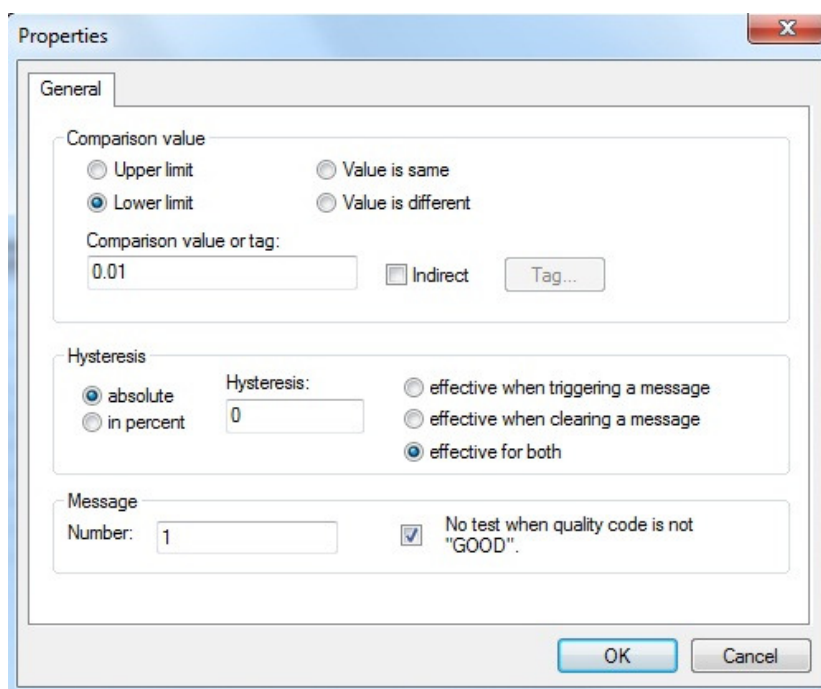 Properties
General
Comparison value
Upper limit
Value is same
Lower limit
Value is different
Comparison value or tag:
0.01
Indirect
Tag...
Hysteresis
absolute
in percent
Hysteresis:
0
effective when triggering a message
effective when clearing a message
effective for both
Message
Number:
1
No test when quality code is not
"GOOD".
OK
Cancel